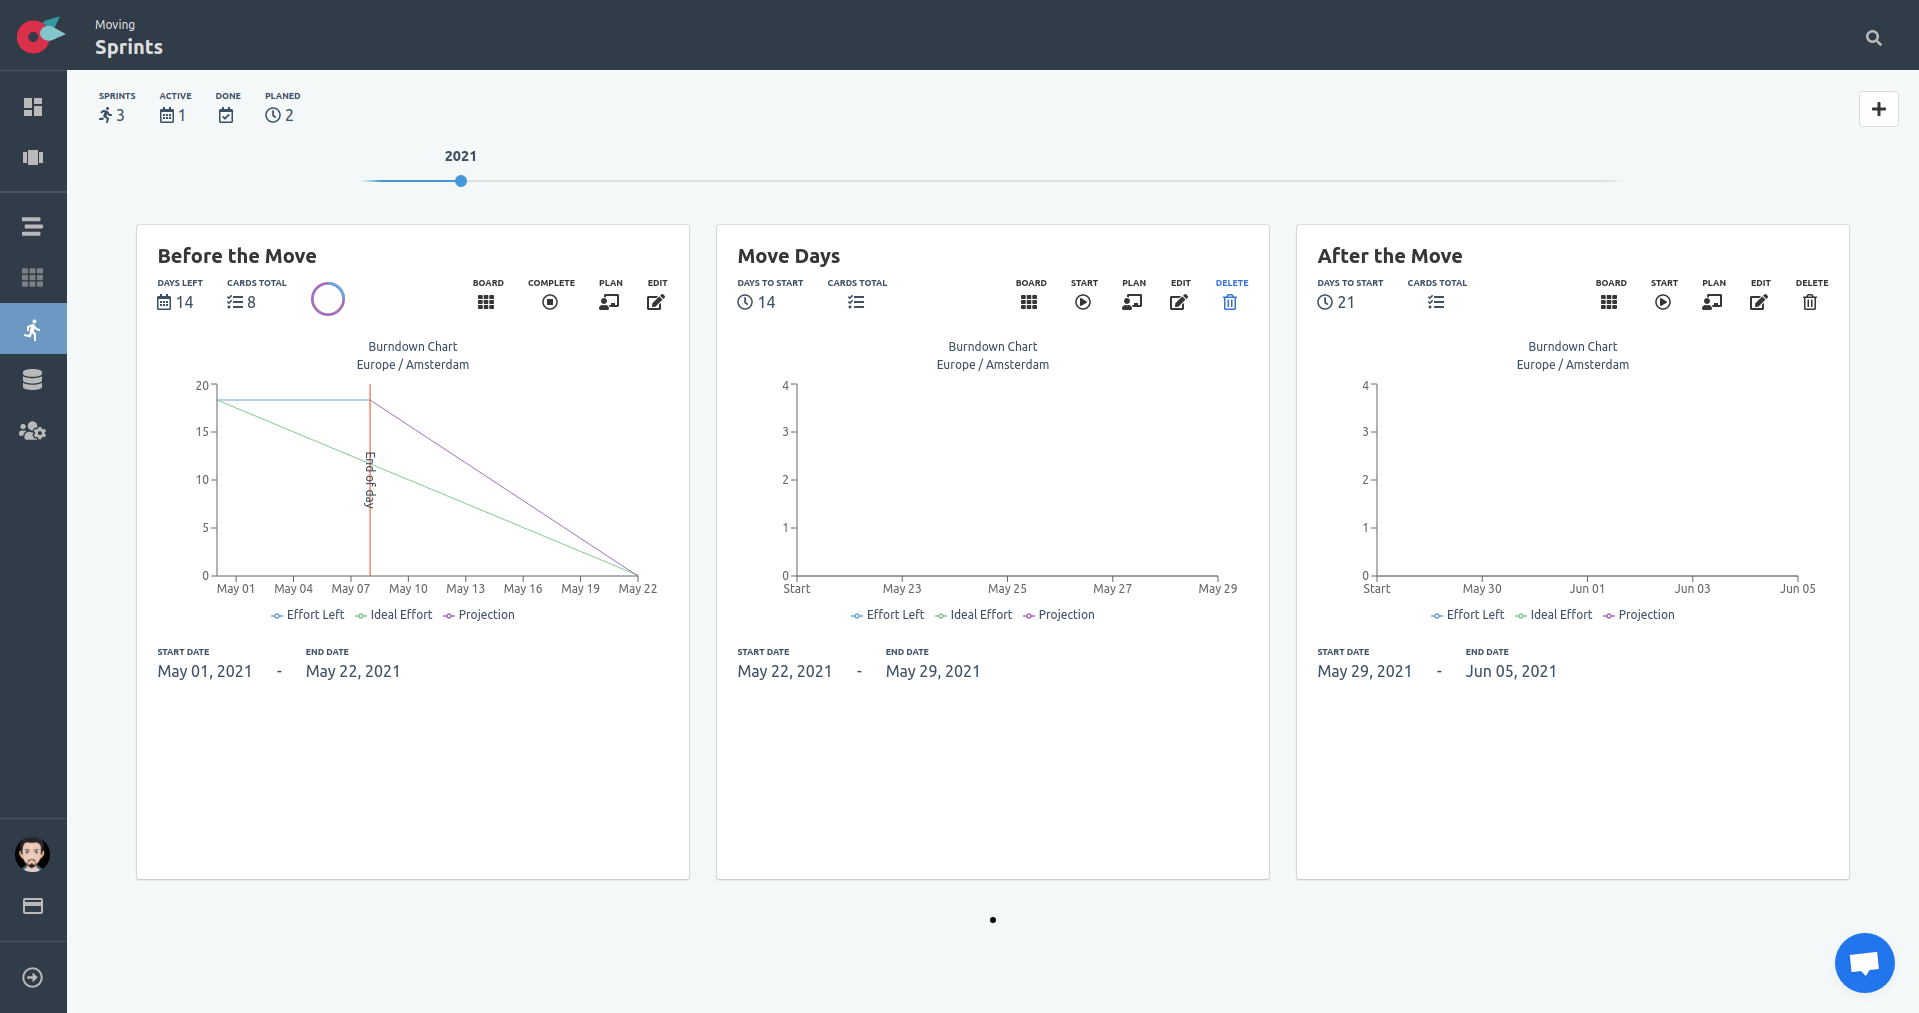 Moving
Sprints
SPRINTS ACTIVE DONE PLANED
3 1 2
2021
Before the Move
DAYS LEFT CARDS TOTAL BOARD COMPLETE PLAN EDIT
14 8
Burndown Chart
Europe / Amsterdam
20
15
10
5
0
End of day
May 01 May 04 May 07 May 10 May 13 May 16 May 19 May 22
Effort Left Ideal Effort Projection
START DATE END DATE
May 01, 2021 - May 22, 2021
Move Days
DAYS TO START CARDS TOTAL BOARD START PLAN EDIT DELETE
14
Burndown Chart
Europe / Amsterdam
4
3
2
1
0
Start May 23 May 25 May 27 May 29
Effort Left Ideal Effort Projection
START DATE END DATE
May 22, 2021 - May 29, 2021
After the Move
DAYS TO START CARDS TOTAL BOARD START PLAN EDIT DELETE
21
Burndown Chart
Europe / Amsterdam
4
3
2
1
0
Start May 30 Jun 01 Jun 03 Jun 05
Effort Left Ideal Effort Projection
START DATE END DATE
May 29, 2021 - Jun 05, 2021